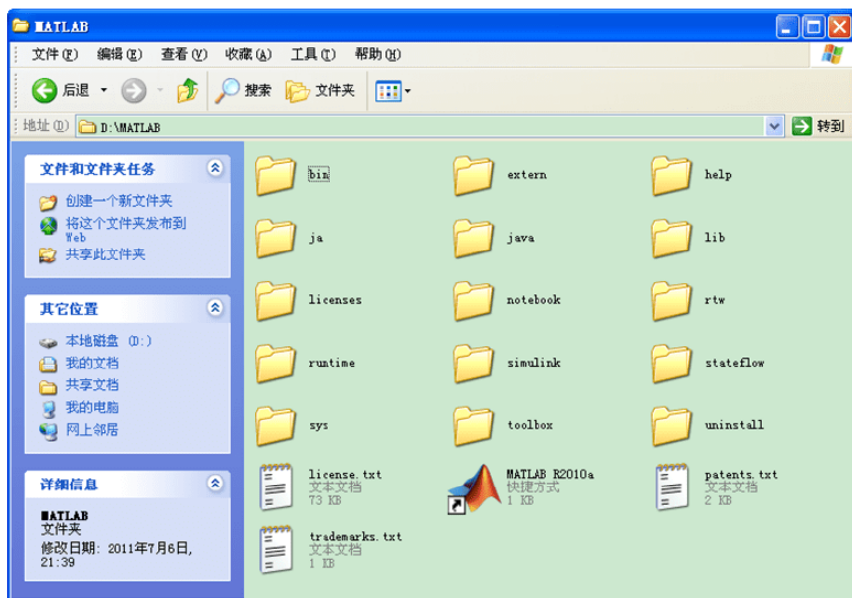 MATLAB
文件(F) 编辑(E) 查看(V) 收藏(A) 工具(T) 帮助(H)
后退 搜索 文件夹
地址(D) D:\MATLAB 转到
文件和文件夹任务
创建一个新文件夹
将这个文件夹发布到
Web
共享此文件夹
其它位置
本地磁盘 (D:)
我的文档
共享文档
我的电脑
网上邻居
详细信息
MATLAB
文件夹
修改日期: 2011年7月6日,
21:39
bin extern help
ja java lib
licenses notebook rtw
runtime simulink stateflow
sys toolbox uninstall
license.txt
文本文档
73 KB
MATLAB R2010a
快捷方式
1 KB
patents.txt
文本文档
2 KB
trademarks.txt
文本文档
1 KB